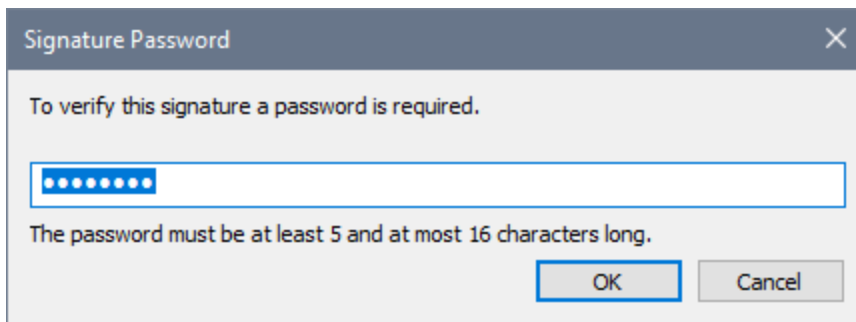 Signature Password
To verify this signature a password is required.
••••••••
The password must be at least 5 and at most 16 characters long.
OK Cancel